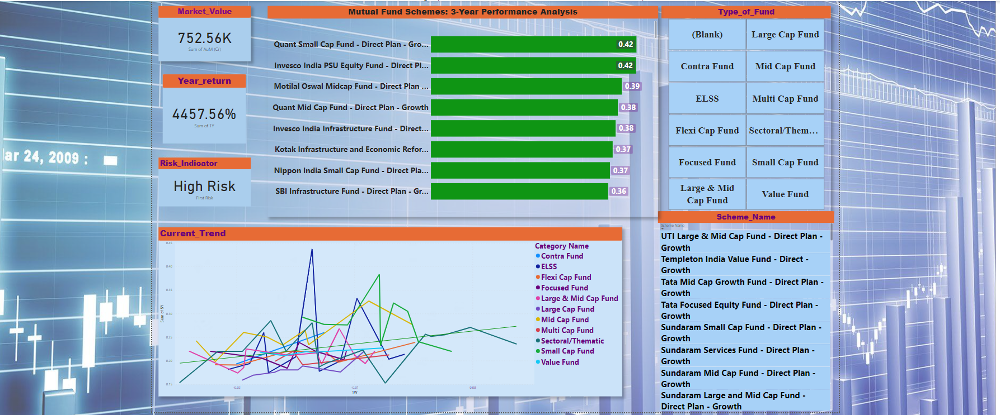 Market_Value
752.56K
Sum of AuM (Cr)
Year_return
4457.56%
Sum of 1Y
ar 24, 2009 :
Risk_Indicator
High Risk
First Risk
Mutual Fund Schemes: 3-Year Performance Analysis
Quant Small Cap Fund - Direct Plan - Gro... 0.42
Invesco India PSU Equity Fund - Direct Pl... 0.42
Motilal Oswal Midcap Fund - Direct Plan ... 0.39
Quant Mid Cap Fund - Direct Plan - Growth 0.38
Invesco India Infrastructure Fund - Direct... 0.38
Kotak Infrastructure and Economic Refor... 0.37
Nippon India Small Cap Fund - Direct Pla... 0.37
SBI Infrastructure Fund - Direct Plan - Gr... 0.36
Type_of_Fund
(Blank) Large Cap Fund
Contra Fund Mid Cap Fund
ELSS Multi Cap Fund
Flexi Cap Fund Sectoral/Them...
Focused Fund Small Cap Fund
Large & Mid
Cap Fund
Value Fund
Current_Trend
0.45
0.40
0.35
0.30
0.25
0.20
0.15
Sum of 5Y
-0.02 -0.01 0.00
1W
Category Name
Contra Fund
ELSS
Flexi Cap Fund
Focused Fund
Large & Mid Cap Fund
Large Cap Fund
Mid Cap Fund
Multi Cap Fund
Sectoral/Thematic
Small Cap Fund
Value Fund
Scheme_Name
Scheme Name
UTI Large & Mid Cap Fund - Direct Plan -
Growth
Templeton India Value Fund - Direct -
Growth
Tata Mid Cap Growth Fund - Direct Plan -
Growth
Tata Focused Equity Fund - Direct Plan -
Growth
Sundaram Small Cap Fund - Direct Plan -
Growth
Sundaram Services Fund - Direct Plan -
Growth
Sundaram Mid Cap Fund - Direct Plan -
Growth
Sundaram Large and Mid Cap Fund -
Direct Plan - Growth